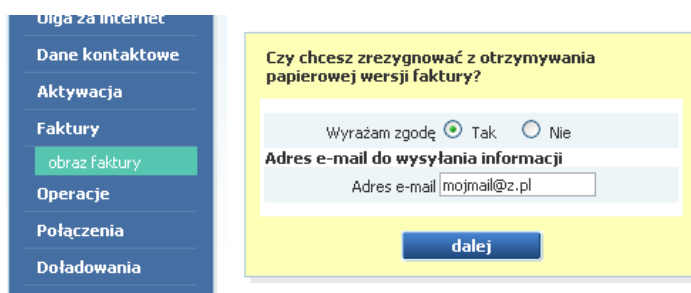 Ulga za internet
Dane kontaktowe
Aktywacja
Faktury
obraz faktury
Operacje
Połączenia
Doładowania
Czy chcesz zrezygnować z otrzymywania
papierowej wersji faktury?
Wyrażam zgodę Tak Nie
Adres e-mail do wysyłania informacji
Adres e-mail mojmail@z.pl
dalej